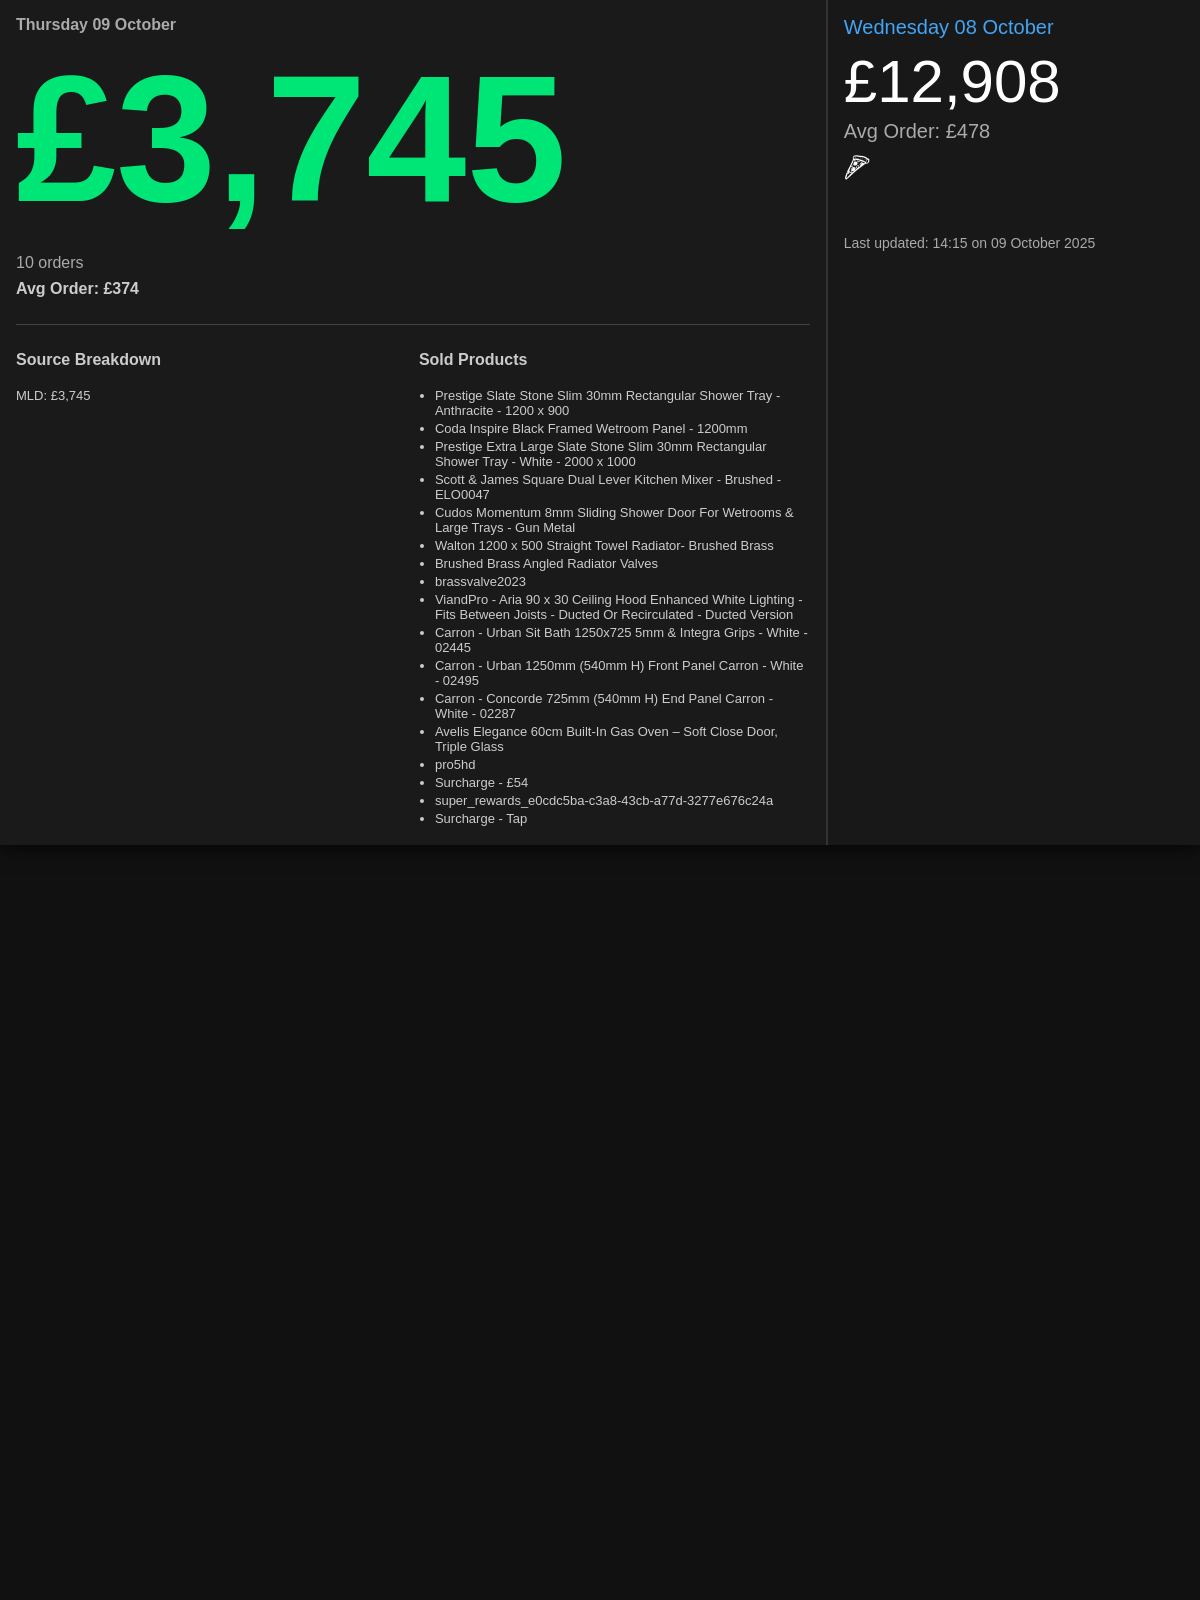 Thursday 09 October
£3,745
10 orders
Avg Order: £374
Source Breakdown
MLD: £3,745
Sold Products
• Prestige Slate Stone Slim 30mm Rectangular Shower Tray -
Anthracite - 1200 x 900
• Coda Inspire Black Framed Wetroom Panel - 1200mm
• Prestige Extra Large Slate Stone Slim 30mm Rectangular
Shower Tray - White - 2000 x 1000
• Scott & James Square Dual Lever Kitchen Mixer - Brushed -
ELO0047
• Cudos Momentum 8mm Sliding Shower Door For Wetrooms &
Large Trays - Gun Metal
• Walton 1200 x 500 Straight Towel Radiator- Brushed Brass
• Brushed Brass Angled Radiator Valves
• brassvalve2023
• ViandPro - Aria 90 x 30 Ceiling Hood Enhanced White Lighting -
Fits Between Joists - Ducted Or Recirculated - Ducted Version
• Carron - Urban Sit Bath 1250x725 5mm & Integra Grips - White -
02445
• Carron - Urban 1250mm (540mm H) Front Panel Carron - White
- 02495
• Carron - Concorde 725mm (540mm H) End Panel Carron -
White - 02287
• Avelis Elegance 60cm Built-In Gas Oven – Soft Close Door,
Triple Glass
• pro5hd
• Surcharge - £54
• super_rewards_e0cdc5ba-c3a8-43cb-a77d-3277e676c24a
• Surcharge - Tap
Wednesday 08 October
£12,908
Avg Order: £478
Last updated: 14:15 on 09 October 2025